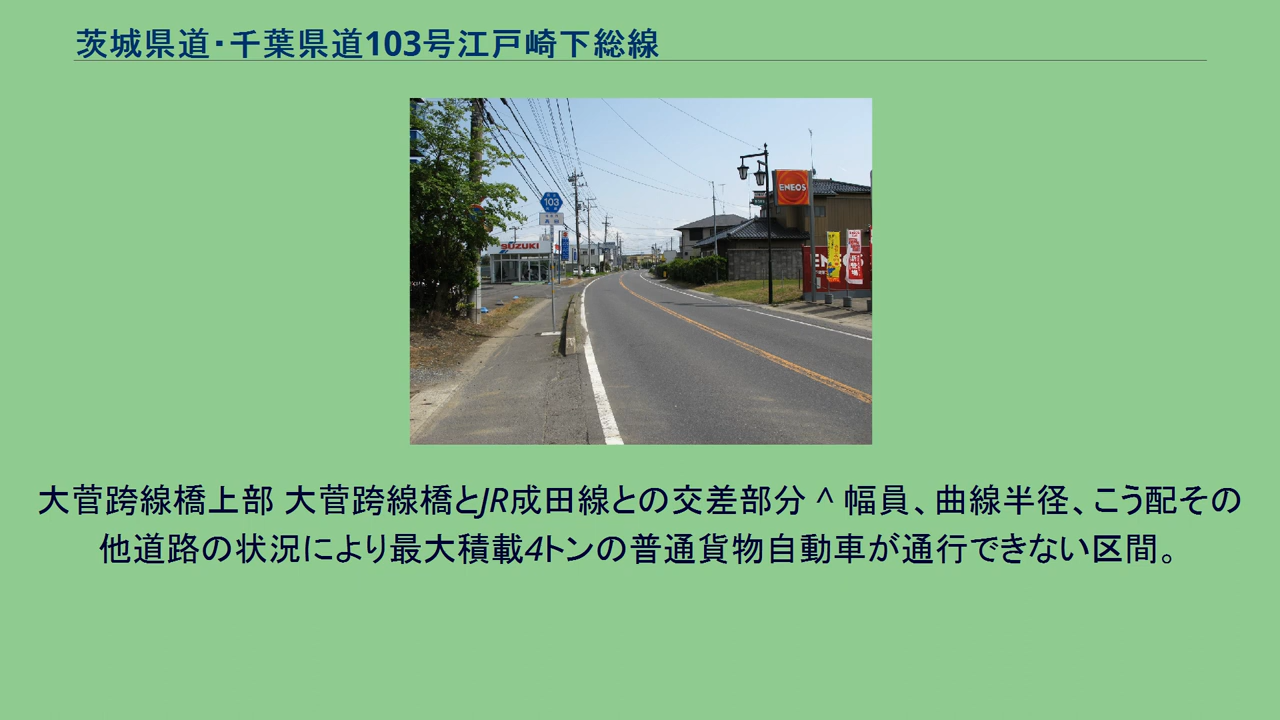 茨城県道・千葉県道103号江戸崎下総線
103
SUZUKI
ENEOS
大菅跨線橋上部 大菅跨線橋とJR成田線との交差部分 ^ 幅員、曲線半径、こう配その
他道路の状況により最大積載4トンの普通貨物自動車が通行できない区間。